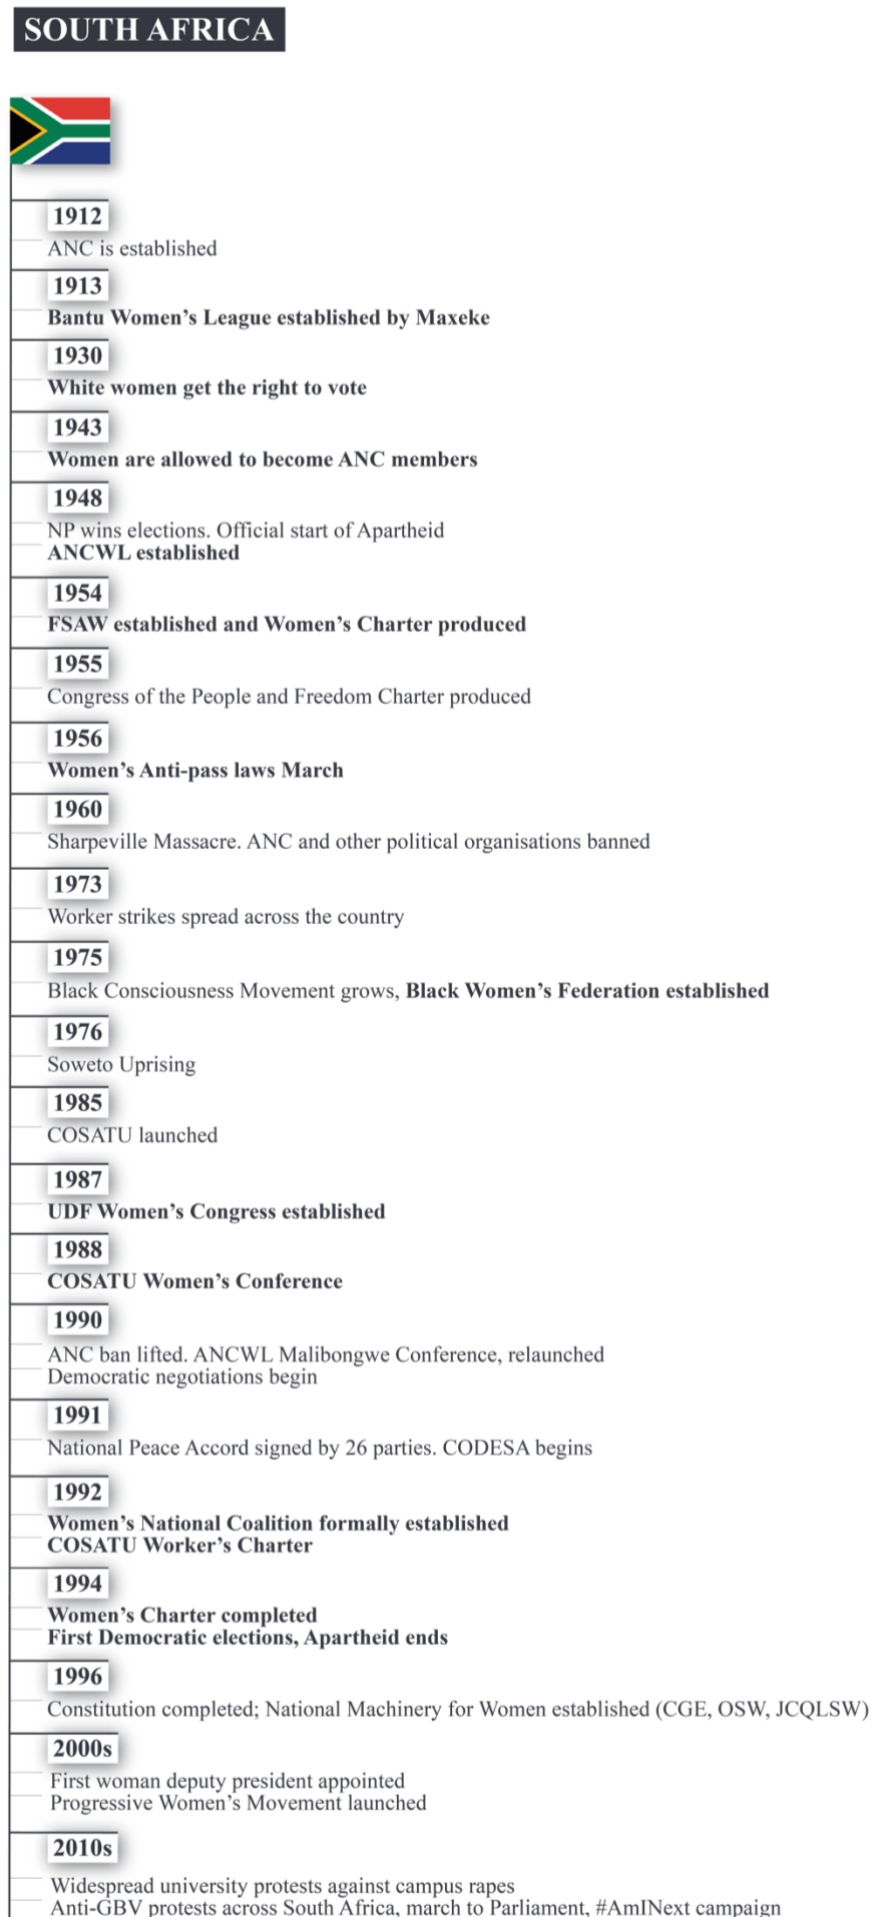 SOUTH AFRICA
1912
ANC is established
1913
Bantu Women’s League established by Maxeke
1930
White women get the right to vote
1943
Women are allowed to become ANC members
1948
NP wins elections. Official start of Apartheid
ANCWL established
1954
FSAW established and Women’s Charter produced
1955
Congress of the People and Freedom Charter produced
1956
Women’s Anti-pass laws March
1960
Sharpeville Massacre. ANC and other political organisations banned
1973
Worker strikes spread across the country
1975
Black Consciousness Movement grows, Black Women’s Federation established
1976
Soweto Uprising
1985
COSATU launched
1987
UDF Women’s Congress established
1988
COSATU Women’s Conference
1990
ANC ban lifted. ANCWL Malibongwe Conference, relaunched
Democratic negotiations begin
1991
National Peace Accord signed by 26 parties. CODESA begins
1992
Women’s National Coalition formally established
COSATU Worker’s Charter
1994
Women’s Charter completed
First Democratic elections, Apartheid ends
1996
Constitution completed; National Machinery for Women established (CGE, OSW, JCQLSW)
2000s
First woman deputy president appointed
Progressive Women’s Movement launched
2010s
Widespread university protests against campus rapes
Anti-GBV protests across South Africa, march to Parliament, #AmINext campaign